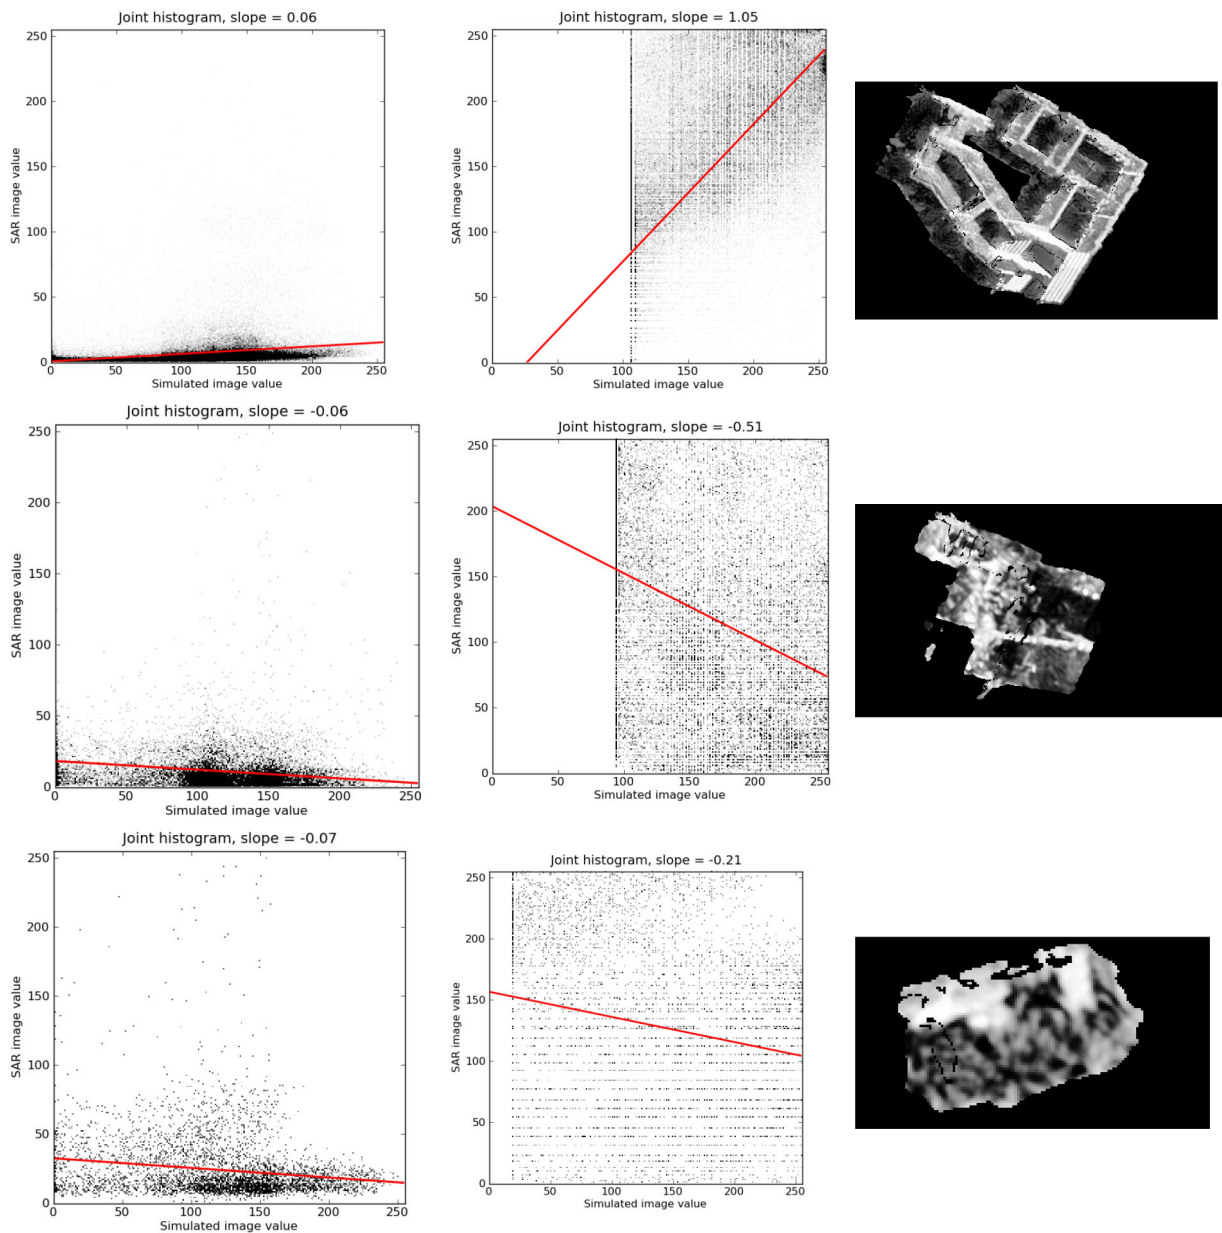 Joint histogram, slope = 0.06
250
200
150
100
50
0
SAR image value
0 50 100 150 200 250
Simulated image value
Joint histogram, slope = 1.05
250
200
150
100
50
0
SAR image value
0 50 100 150 200 250
Simulated image value
Joint histogram, slope = -0.06
250
200
150
100
50
0
SAR image value
0 50 100 150 200 250
Simulated image value
Joint histogram, slope = -0.51
250
200
150
100
50
0
SAR image value
0 50 100 150 200 250
Simulated image value
Joint histogram, slope = -0.07
250
200
150
100
50
0
SAR image value
0 50 100 150 200 250
Simulated image value
Joint histogram, slope = -0.21
250
200
150
100
50
0
SAR image value
0 50 100 150 200 250
Simulated image value